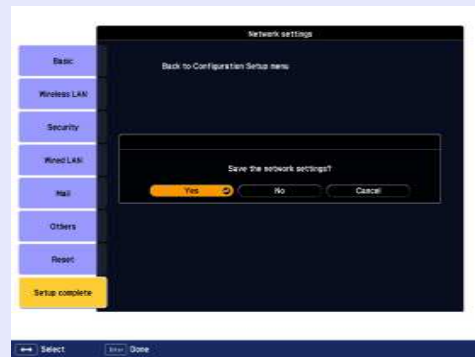 Network settings
Basic
Back to Configuration Setup menu
Wireless LAN
Security
Wired LAN
Save the network settings?
Yes No Cancel
Mail
Others
Reset
Setup complete
Select Enter Done